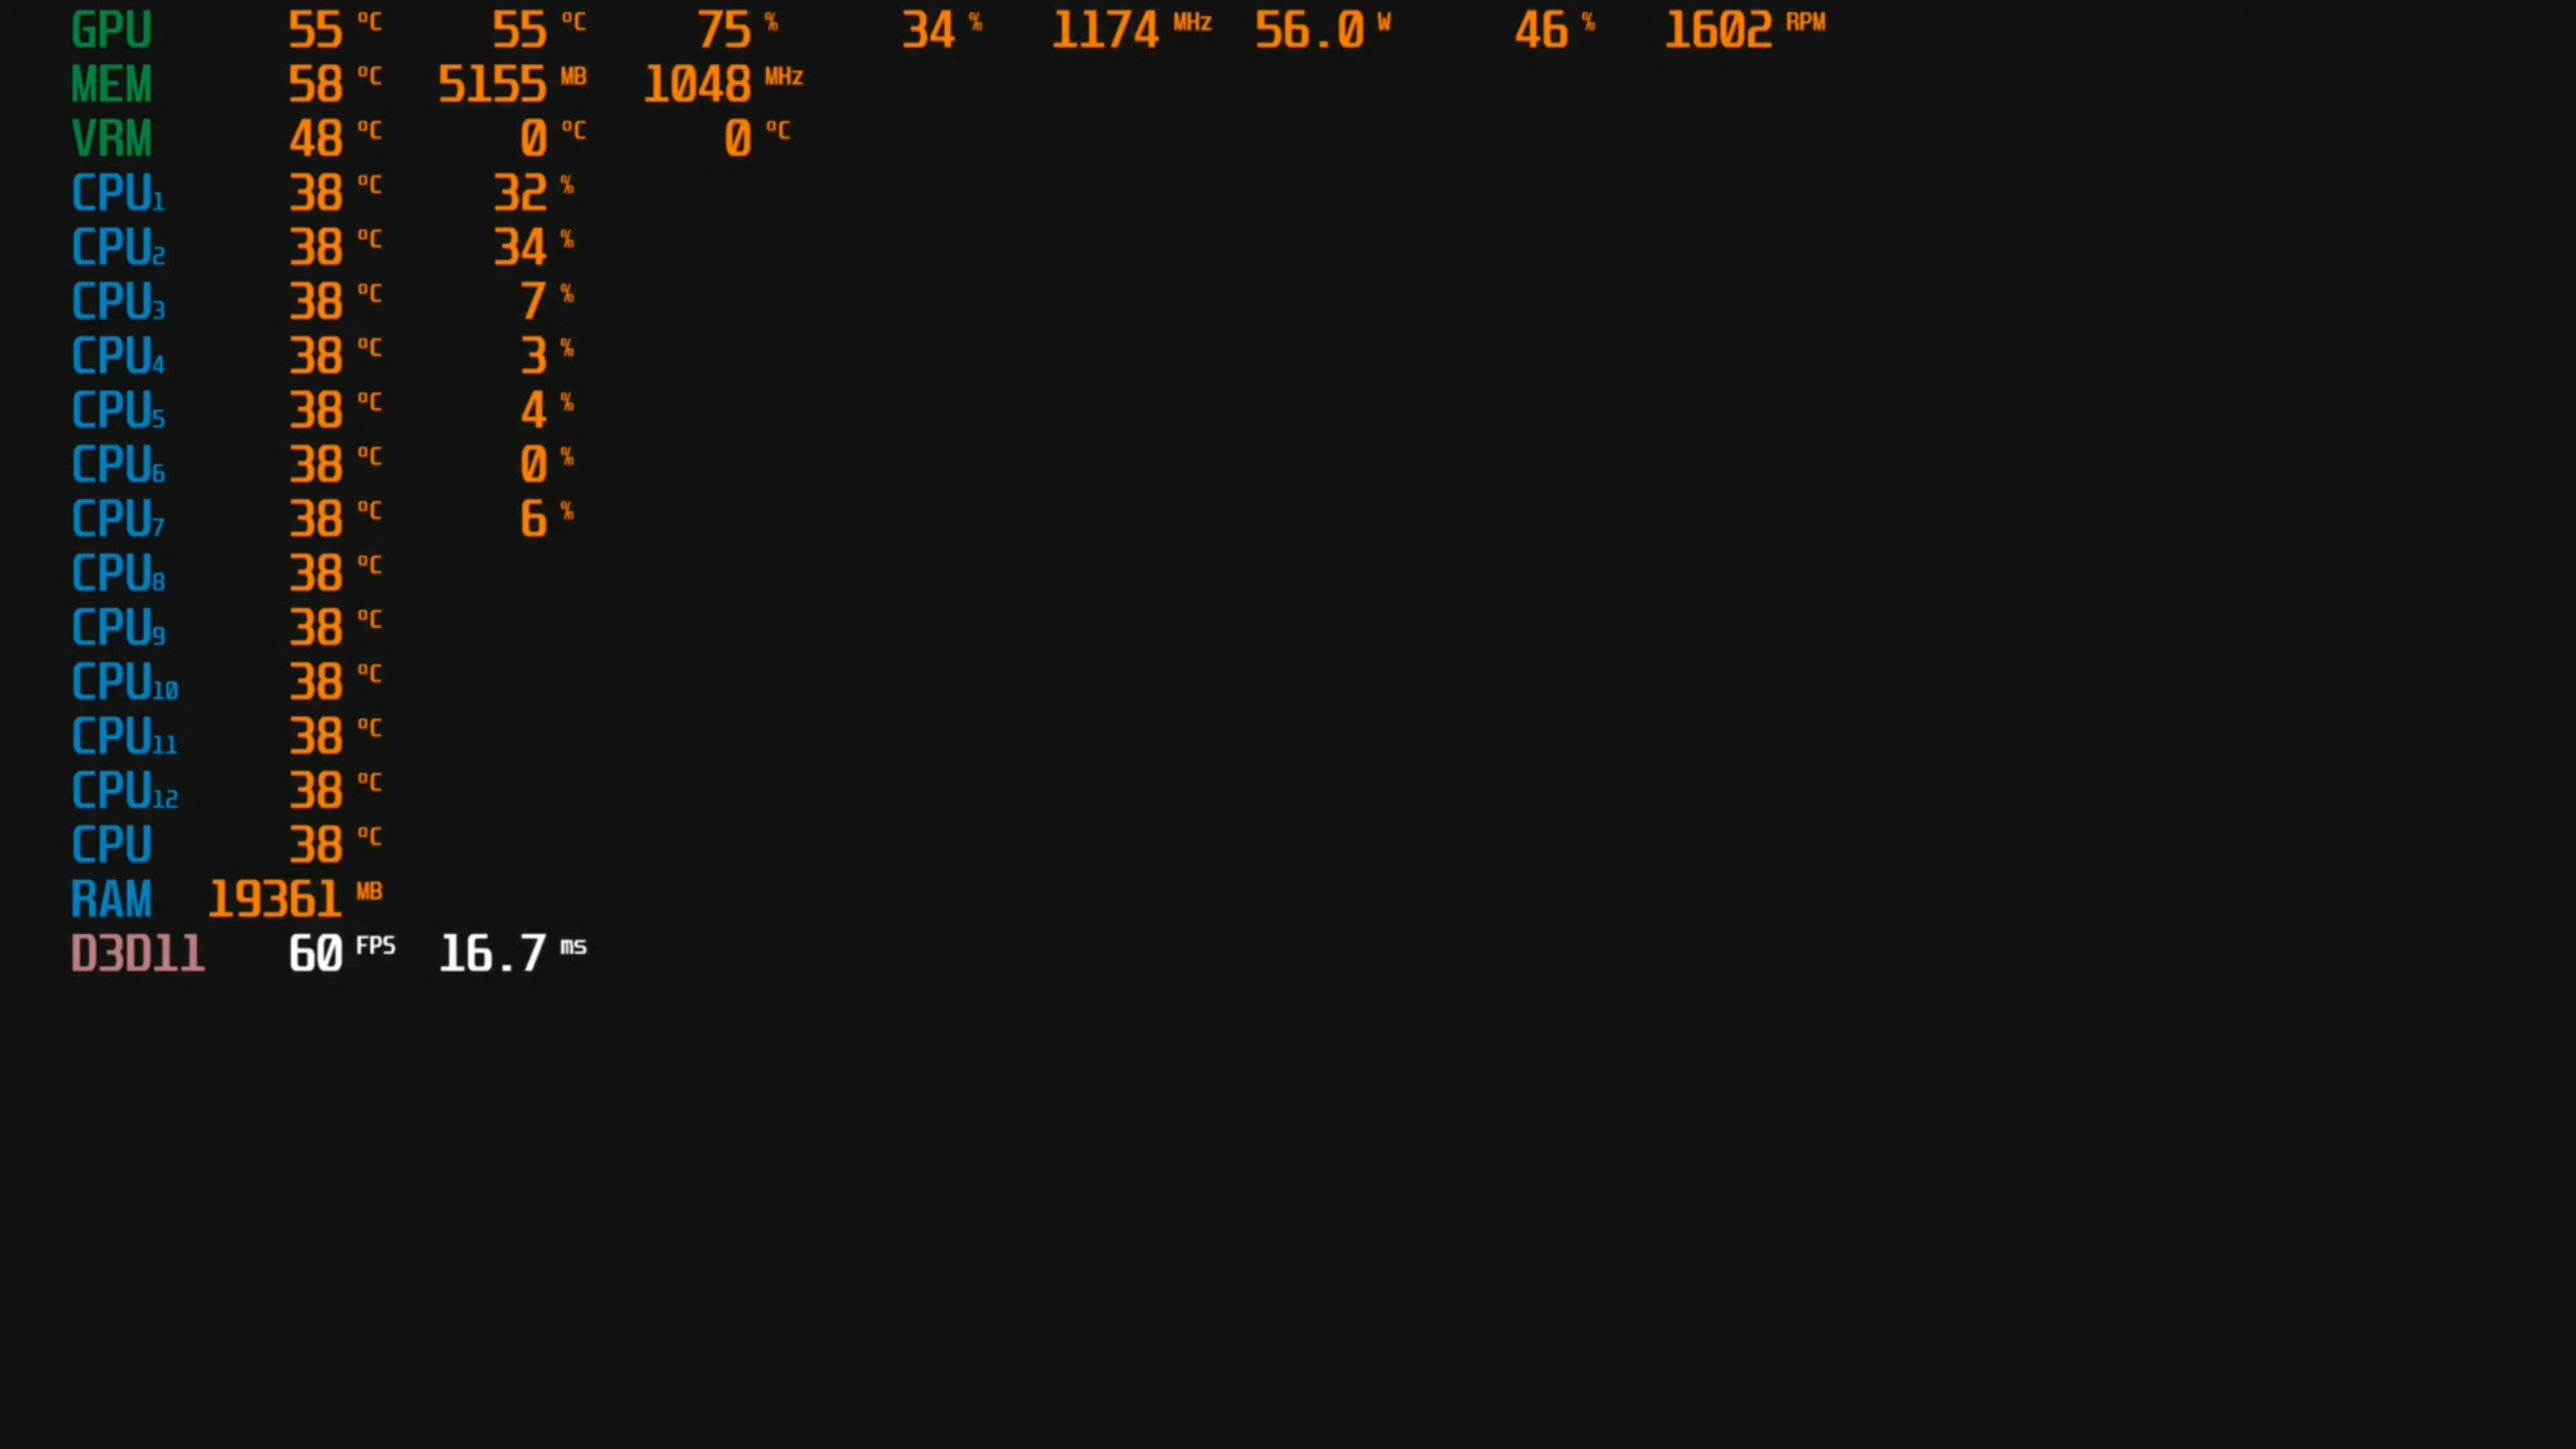 GPU 55 °C 55 °C 75 % 34 % 1174 MHz 56.0 W 46 % 1602 RPM
MEM 58 °C 5155 MB 1048 MHz
VRM 48 °C 0 °C 0 °C
CPU1 38 °C 32 %
CPU2 38 °C 34 %
CPU3 38 °C 7 %
CPU4 38 °C 3 %
CPU5 38 °C 4 %
CPU6 38 °C 0 %
CPU7 38 °C 6 %
CPU8 38 °C
CPU9 38 °C
CPU10 38 °C
CPU11 38 °C
CPU12 38 °C
CPU 38 °C
RAM 19361 MB
D3D11 60 FPS 16.7 ms